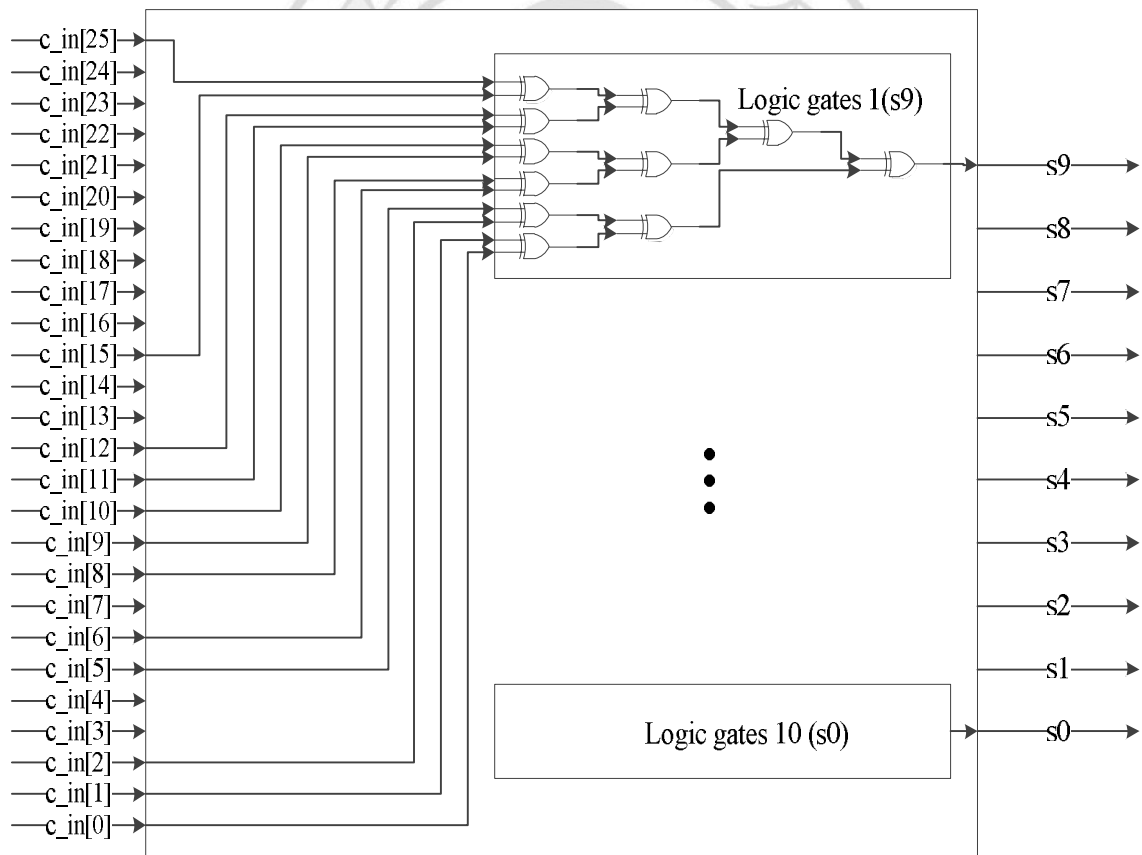 c_in[25]
c_in[24]
c_in[23]
c_in[22]
c_in[21]
c_in[20]
c_in[19]
c_in[18]
c_in[17]
c_in[16]
c_in[15]
c_in[14]
c_in[13]
c_in[12]
c_in[11]
c_in[10]
c_in[9]
c_in[8]
c_in[7]
c_in[6]
c_in[5]
c_in[4]
c_in[3]
c_in[2]
c_in[1]
c_in[0]
Logic gates 1(s9)
Logic gates 10 (s0)
s9
s8
s7
s6
s5
s4
s3
s2
s1
s0